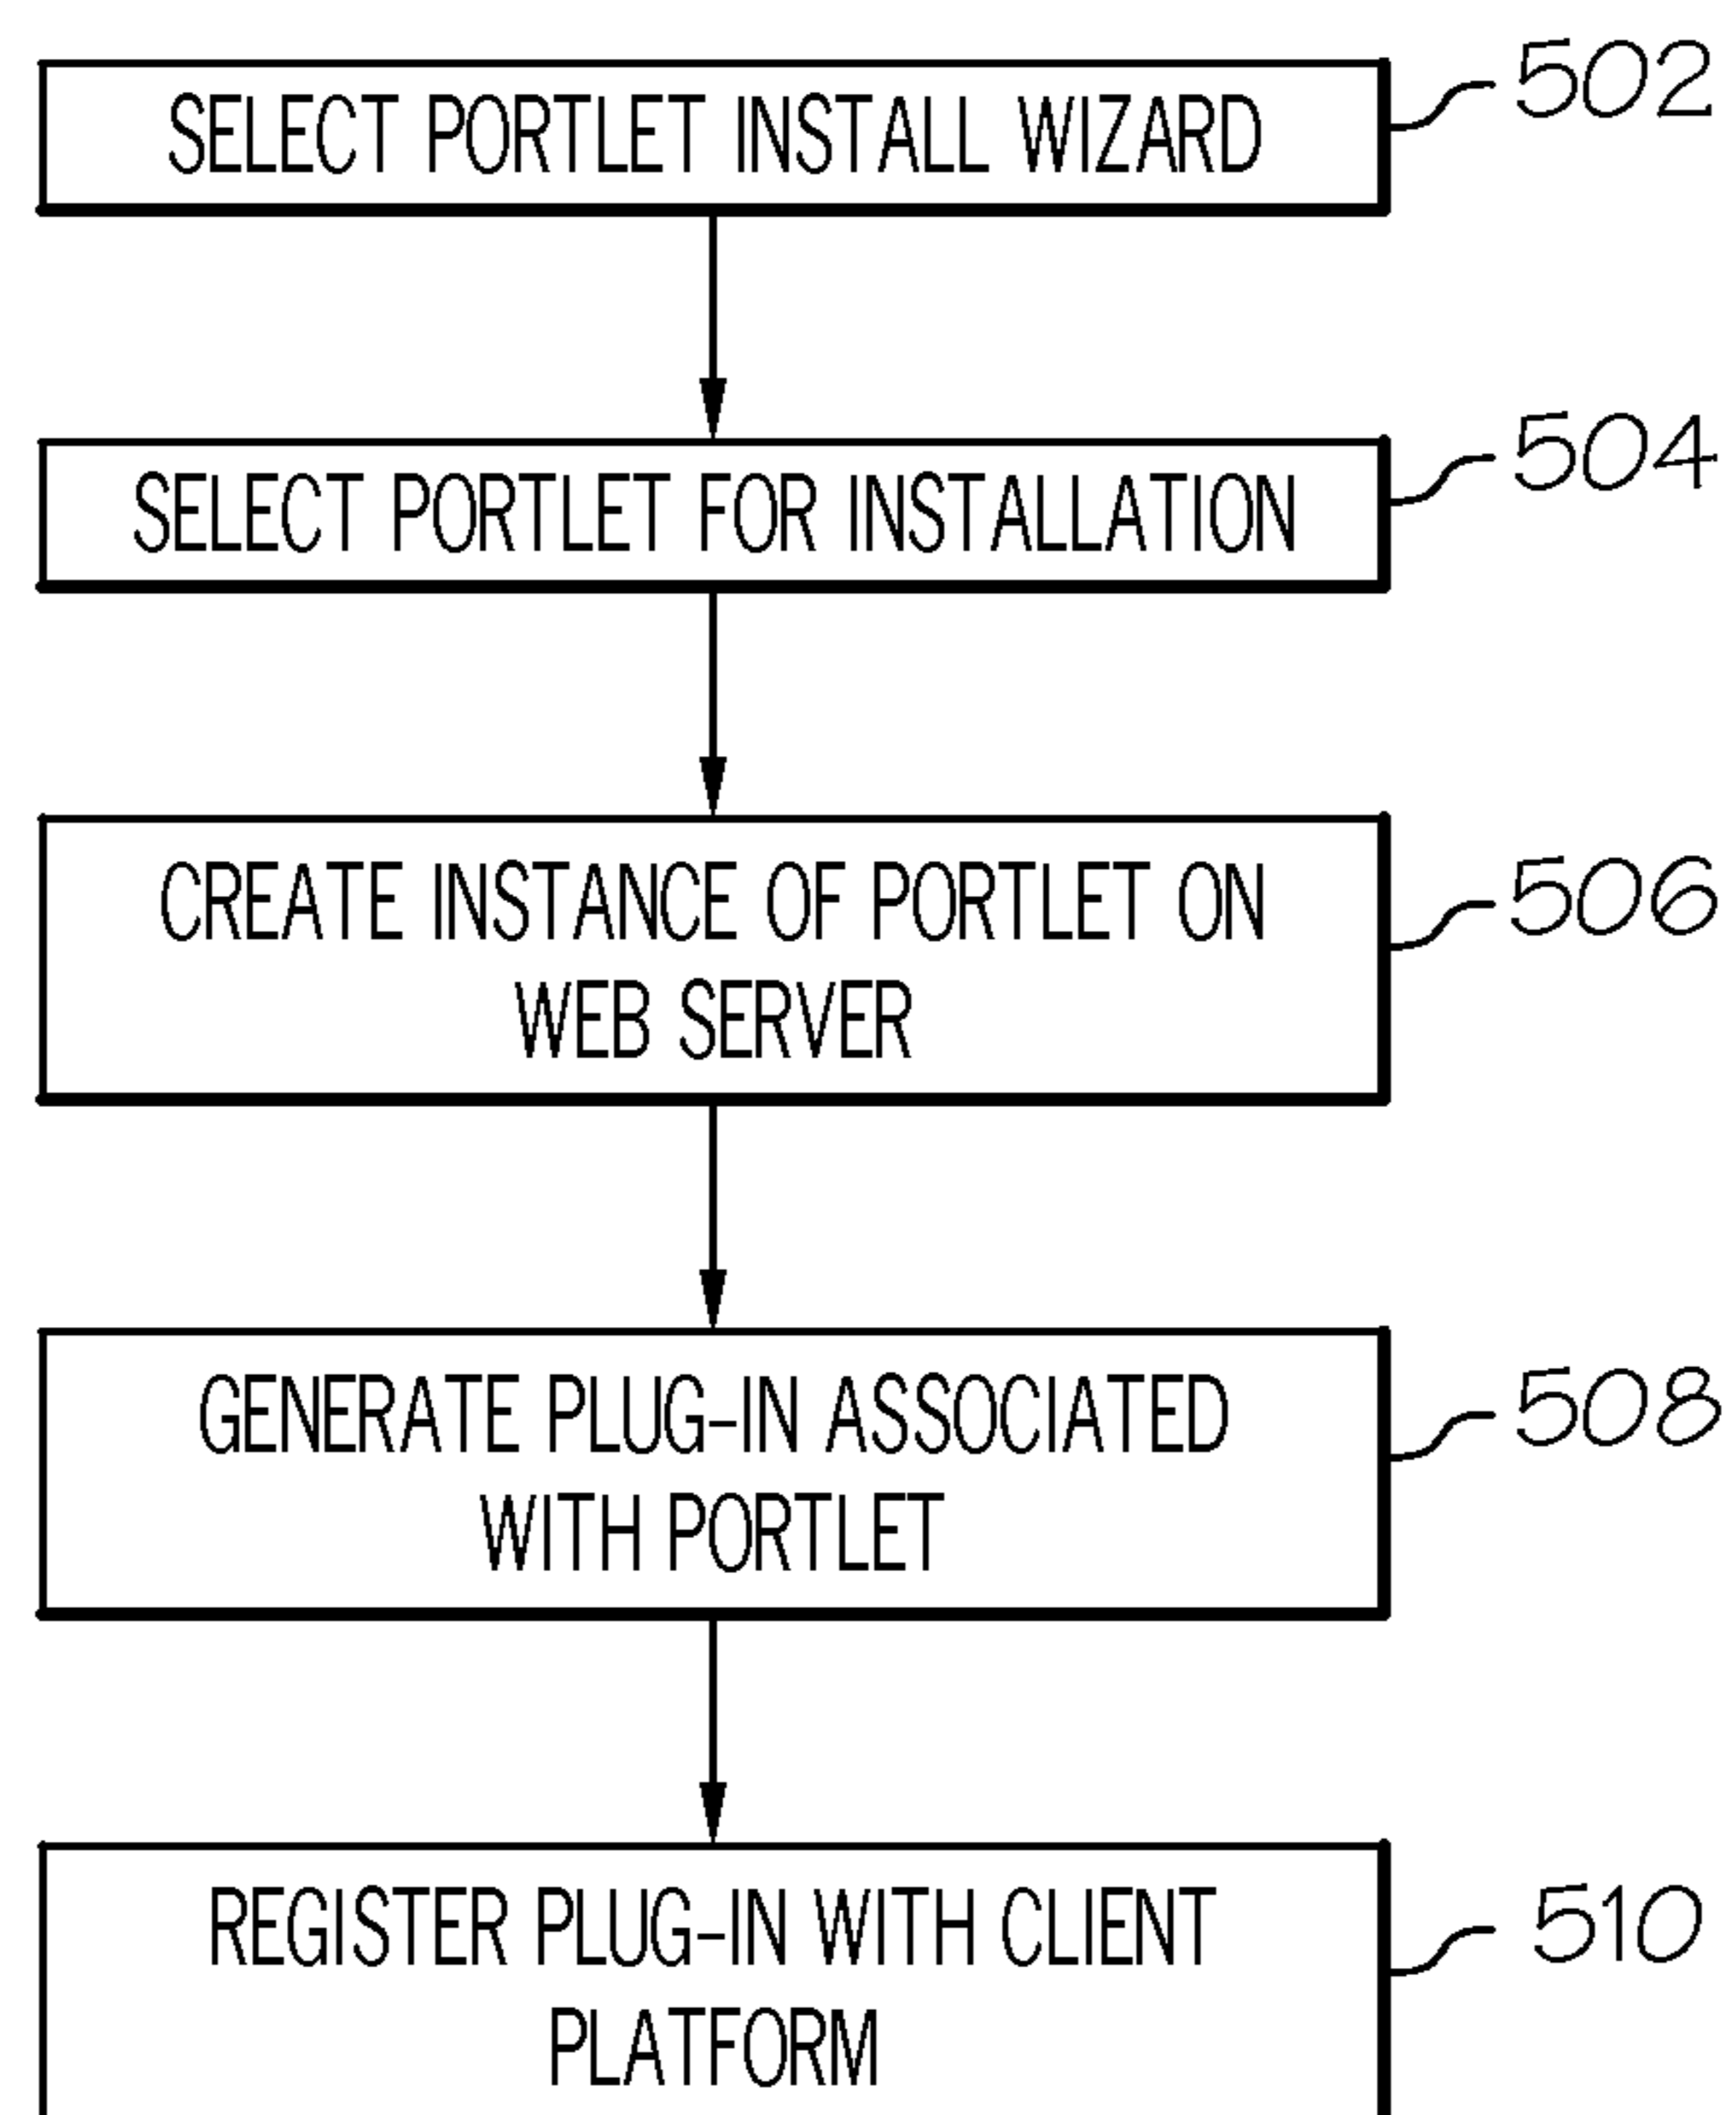 SELECT PORTLET INSTALL WIZARD
502
SELECT PORTLET FOR INSTALLATION
504
CREATE INSTANCE OF PORTLET ON
WEB SERVER
506
GENERATE PLUG-IN ASSOCIATED
WITH PORTLET
508
REGISTER PLUG-IN WITH CLIENT
PLATFORM
510